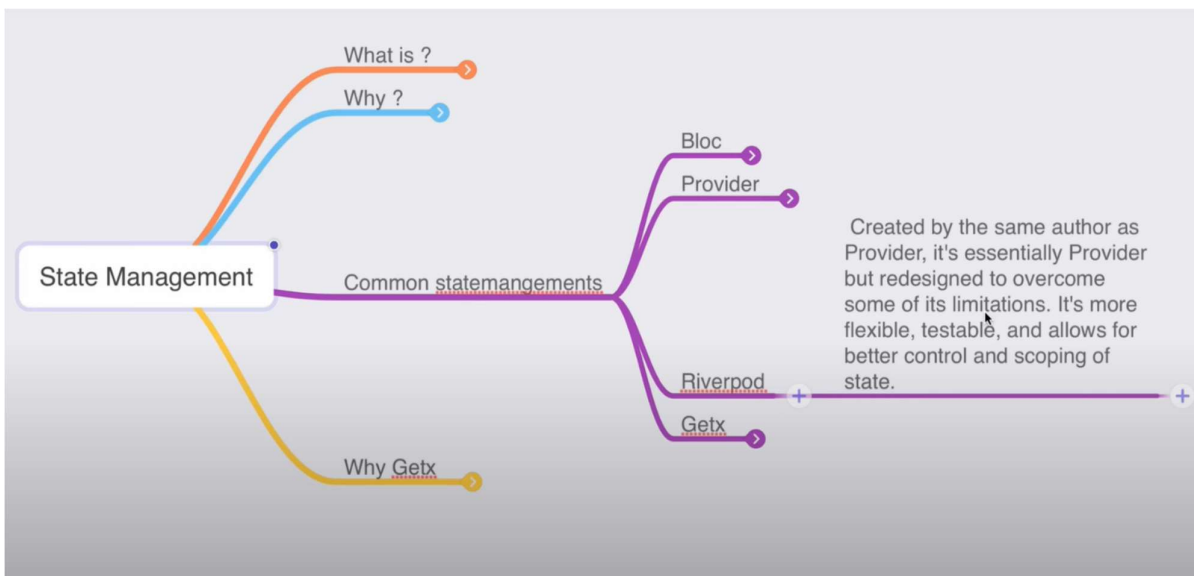 What is ?
Why ?
Bloc
Provider
Created by the same author as
Provider, it's essentially Provider
but redesigned to overcome
some of its limitations. It's more
flexible, testable, and allows for
better control and scoping of
state.
State Management
Common statemangements
Riverpod
Getx
Why Getx